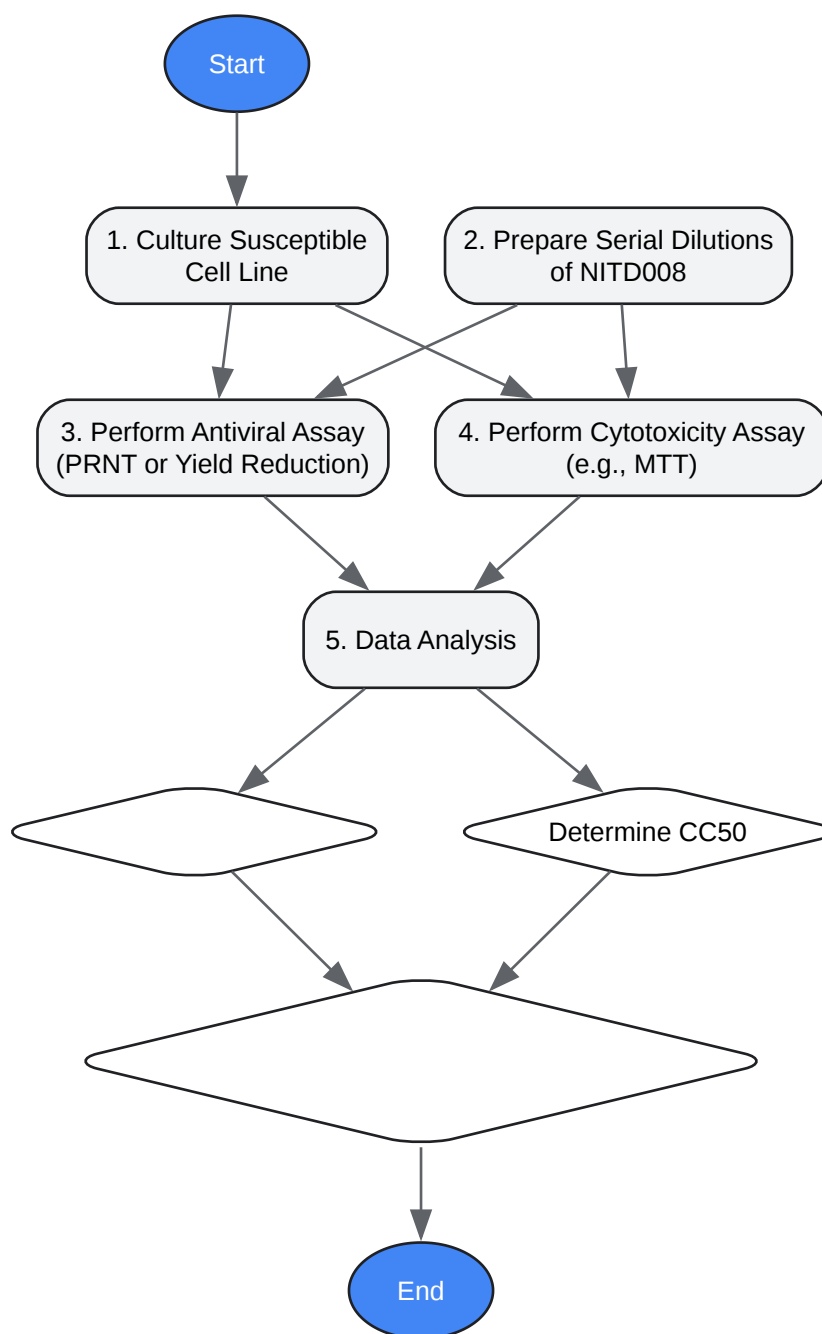 Start
1. Culture Susceptible
Cell Line
2. Prepare Serial Dilutions
of NITD008
3. Perform Antiviral Assay
(PRNT or Yield Reduction)
4. Perform Cytotoxicity Assay
(e.g., MTT)
5. Data Analysis
Determine CC50
End